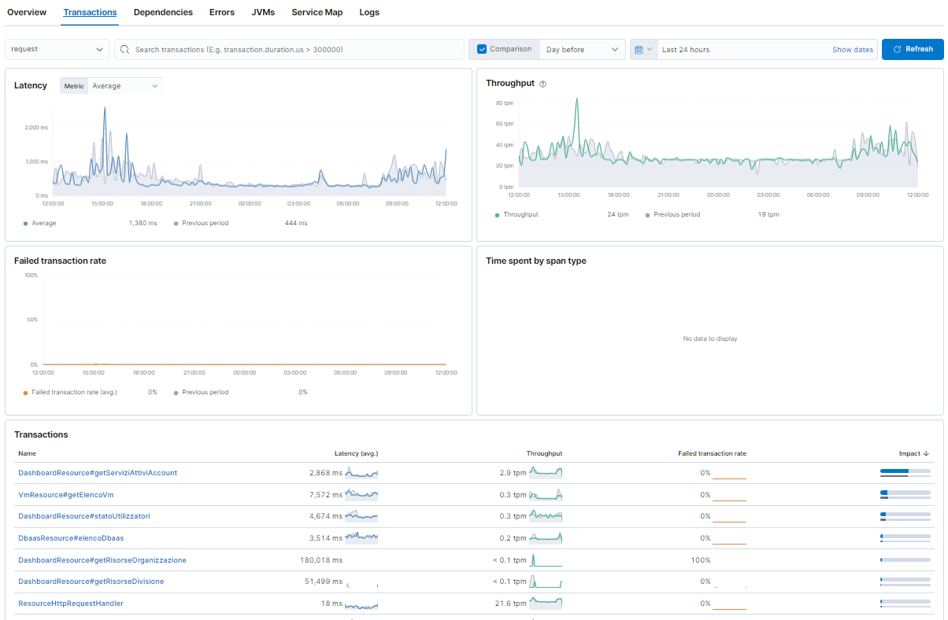 Overview Transactions Dependencies Errors JVMs Service Map Logs
request Search transactions (E.g. transaction.duration.us > 300000) Comparison Day before Last 24 hours Show dates Refresh
Latency Metric Average
2,000 ms
1,000 ms
0 ms
12:00:00 15:00:00 18:00:00 21:00:00 00:00:00 03:00:00 06:00:00 09:00:00 12:00:00
Average 1,380 ms Previous period 444 ms
Throughput
80 tpm
60 tpm
40 tpm
20 tpm
0 tpm
12:00:00 15:00:00 18:00:00 21:00:00 00:00:00 03:00:00 06:00:00 09:00:00 12:00:00
Throughput 24 tpm Previous period 19 tpm
Failed transaction rate
100%
50%
0%
12:00:00 15:00:00 18:00:00 21:00:00 00:00:00 03:00:00 06:00:00 09:00:00 12:00:00
Failed transaction rate (avg.) 0% Previous period 0%
Time spent by span type
No data to display
Transactions
Name Latency (avg.) Throughput Failed transaction rate Impact
DashboardResource#getServiziAttiviAccount 2,868 ms 2.9 tpm 0%
VmResource#getElencoVm 7,572 ms 0.3 tpm 0%
DashboardResource#statoUtilizzatori 4,674 ms 0.3 tpm 0%
DbaasResource#elencoDbaas 3,514 ms 0.2 tpm 0%
DashboardResource#getRisorseOrganizzazione 180,018 ms < 0.1 tpm 100%
DashboardResource#getRisorseDivisione 51,499 ms < 0.1 tpm 0%
ResourceHttpRequestHandler 18 ms 21.6 tpm 0%